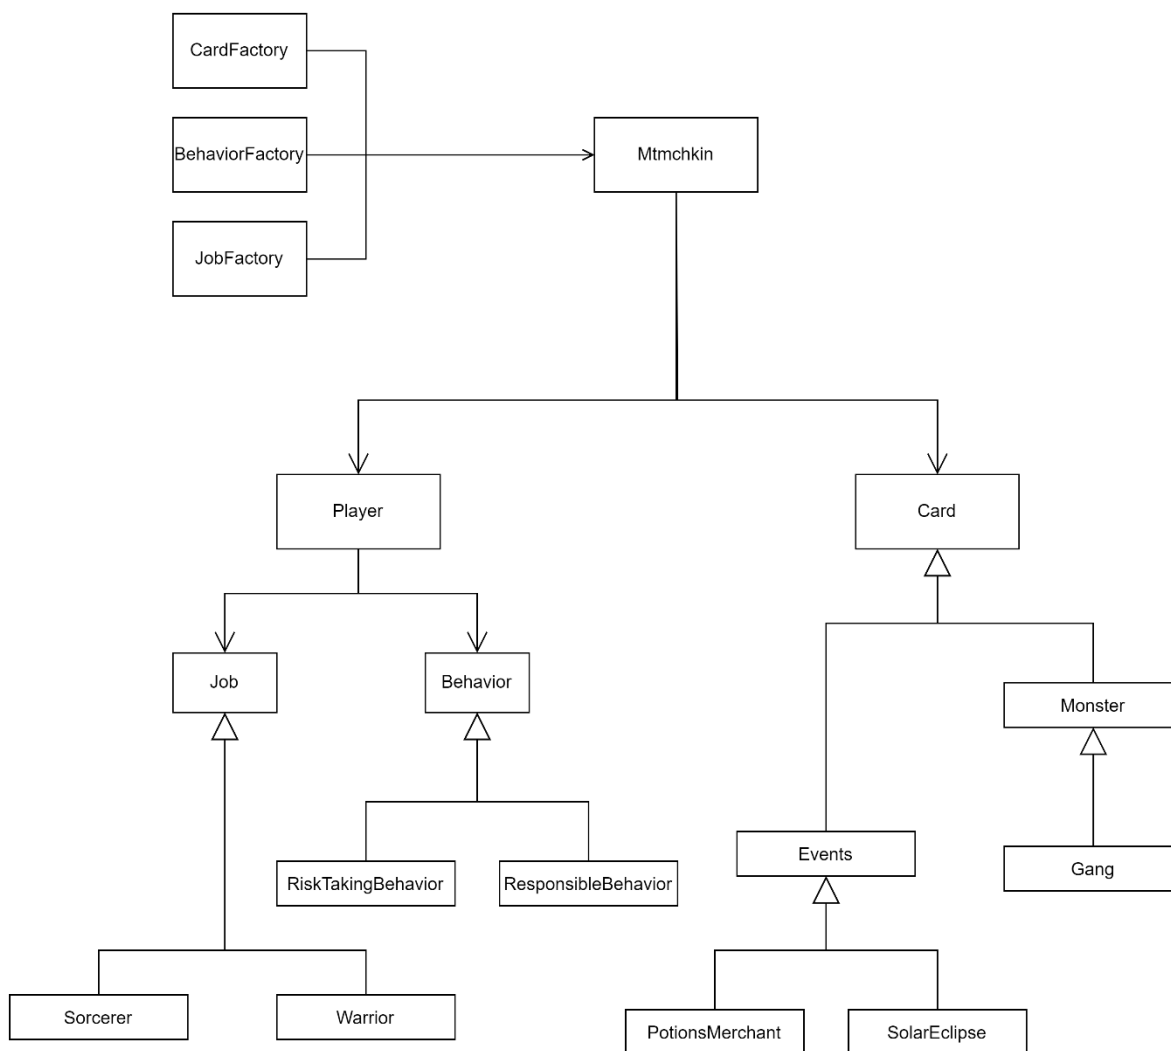 CardFactory
BehaviorFactory
Mtmchkin
JobFactory
Player
Card
Job
Behavior
Monster
Events
Gang
RiskTakingBehavior
ResponsibleBehavior
Sorcerer
Warrior
PotionsMerchant
SolarEclipse